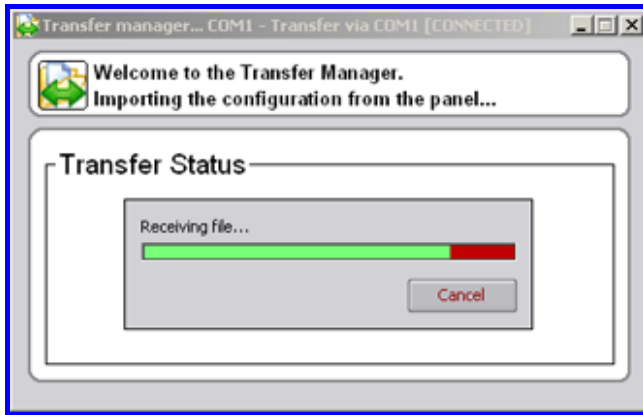 Transfer manager... COM1 - Transfer via COM1 [CONNECTED]
Welcome to the Transfer Manager.
Importing the configuration from the panel...
Transfer Status
Receiving file...
Cancel